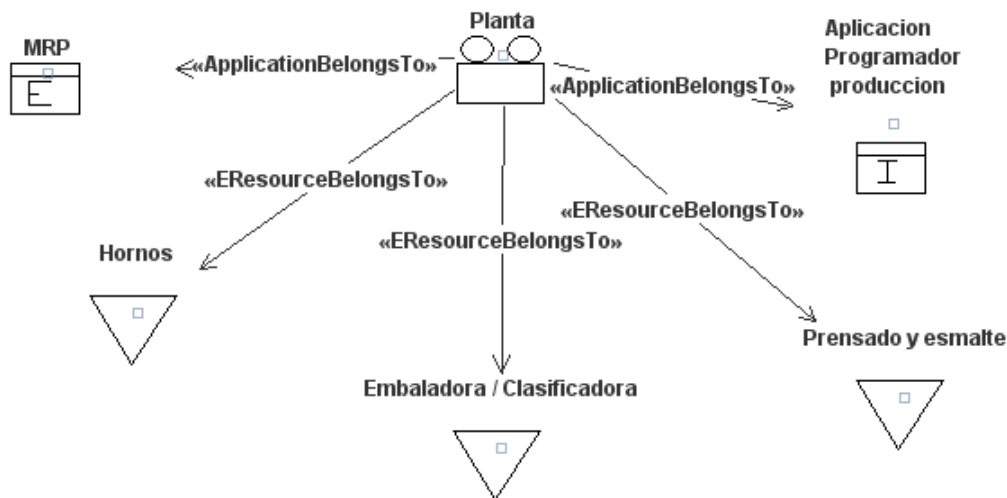 Planta
Aplicacion
Programador
produccion
MRP
«ApplicationBelongsTo»
«ApplicationBelongsTo»
E
I
«EResourceBelongsTo»
«EResourceBelongsTo»
«EResourceBelongsTo»
Hornos
Prensado y esmalte
Embaladora / Clasificadora